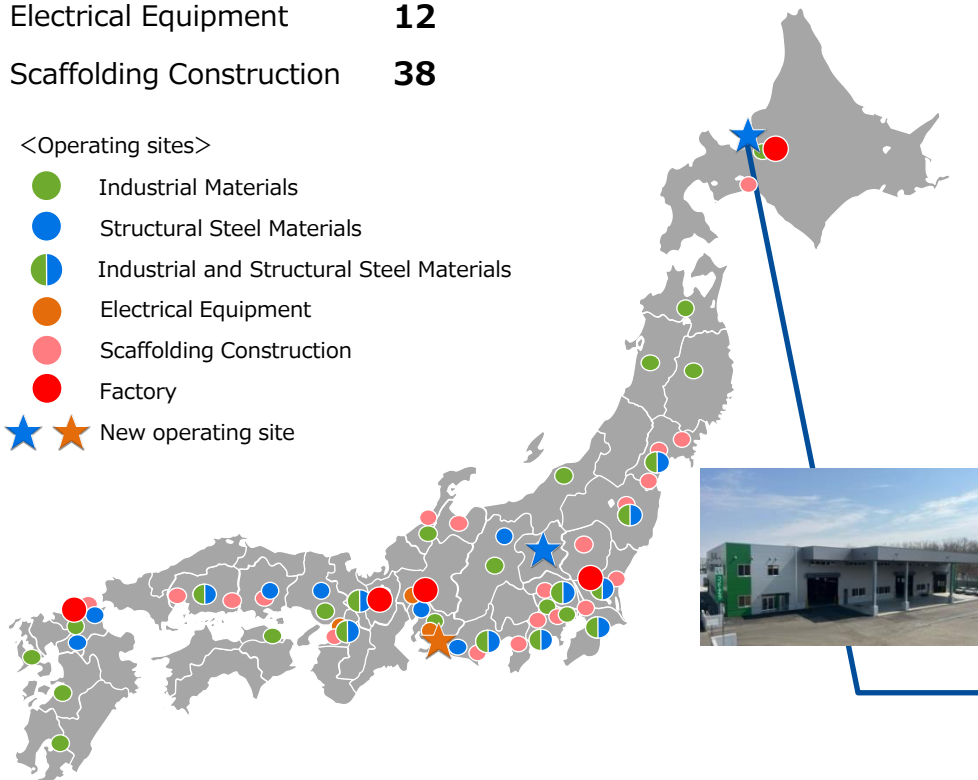 Electrical Equipment 12
Scaffolding Construction 38
<Operating sites>
Industrial Materials
Structural Steel Materials
Industrial and Structural Steel Materials
Electrical Equipment
Scaffolding Construction
Factory
New operating site